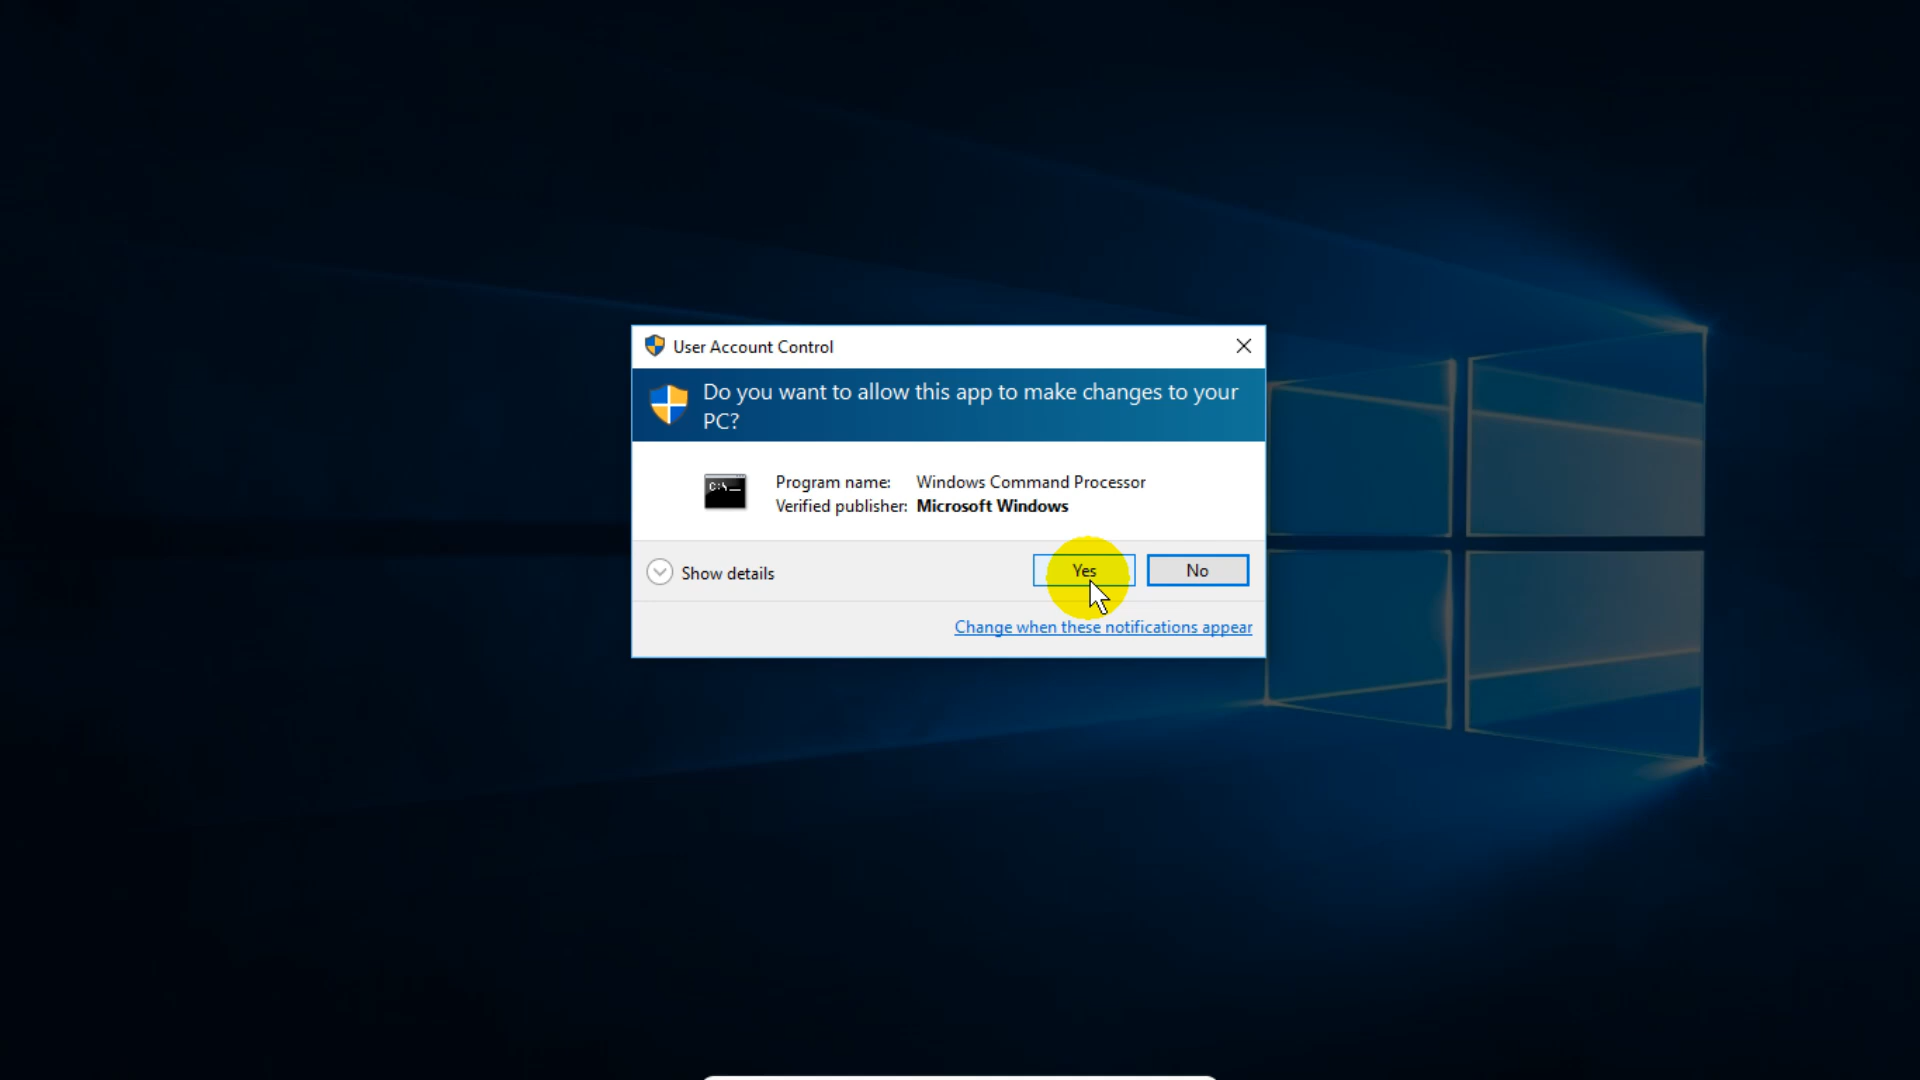 User Account Control
Do you want to allow this app to make changes to your
PC?
C:\_
Program name: Windows Command Processor
Verified publisher: Microsoft Windows
Show details
Yes
No
Change when these notifications appear